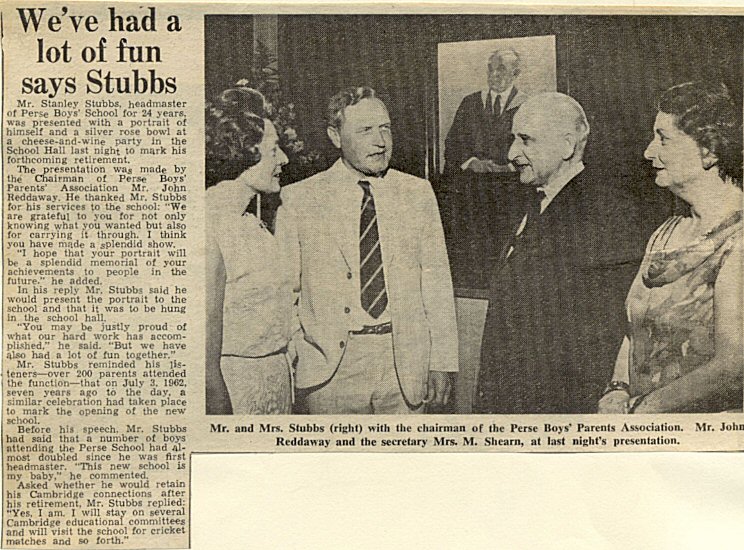 We've had a
lot of fun
says Stubbs
Mr. Stanley Stubbs, headmaster
of Perse Boys' School for 24 years,
was presented with a portrait of
himself and a silver rose bowl at
a cheese-and-wine party in the
School Hall last night to mark his
forthcoming retirement.
The presentation was made by
the Chairman of Perse Boys'
Parents' Association Mr. John
Reddaway. He thanked Mr. Stubbs
for his services to the school: "We
are grateful to you for not only
knowing what you wanted but also
for carrying it through. I think
you have made a splendid show.
"I hope that your portrait will
be a splendid memorial of your
achievements to people in the
future." he added.
In his reply Mr. Stubbs said he
would present the portrait to the
school and that it was to be hung
in the school hall.
"You may be justly proud of
what our hard work has accom-
plished," he said. "But we have
also had a lot of fun together."
Mr. Stubbs reminded his lis-
teners—over 200 parents attended
the function—that on July 3, 1962,
seven years ago to the day, a
similar celebration had taken place
to mark the opening of the new
school.
Before his speech, Mr. Stubbs
had said that a number of boys
attending the Perse School had al-
most doubled since he was first
headmaster. "This new school is
my baby," he commented.
Asked whether he would retain
his Cambridge connections after
his retirement, Mr. Stubbs replied:
"Yes, I am. I will stay on several
Cambridge educational committees
and will visit the school for cricket
matches and so forth."
Mr. and Mrs. Stubbs (right) with the chairman of the Perse Boys' Parents Association. Mr. John
Reddaway and the secretary Mrs. M. Shearn, at last night's presentation.